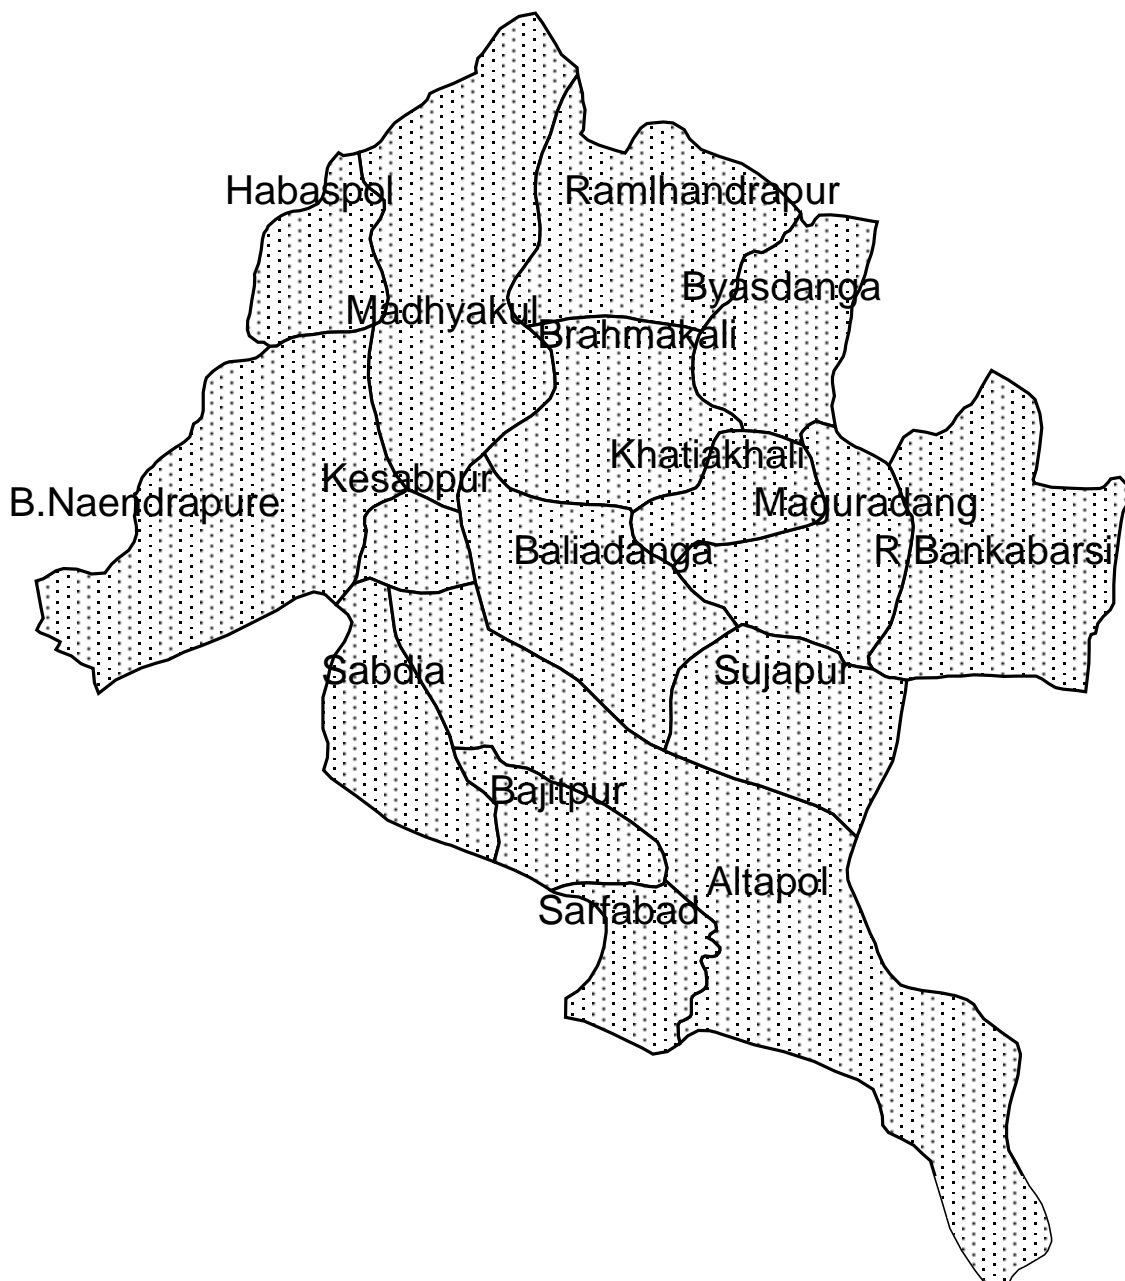 Habaspol
Ramlhandrapur
Byasdanga
Madhyakul
Brahmakali
Khatiakhali
Kesabpur
B.Naendrapure
Maguradang
Baliadanga
R.Bankabarsi
Sabdia
Sujapur
Bajitpur
Altapol
Sarfabad